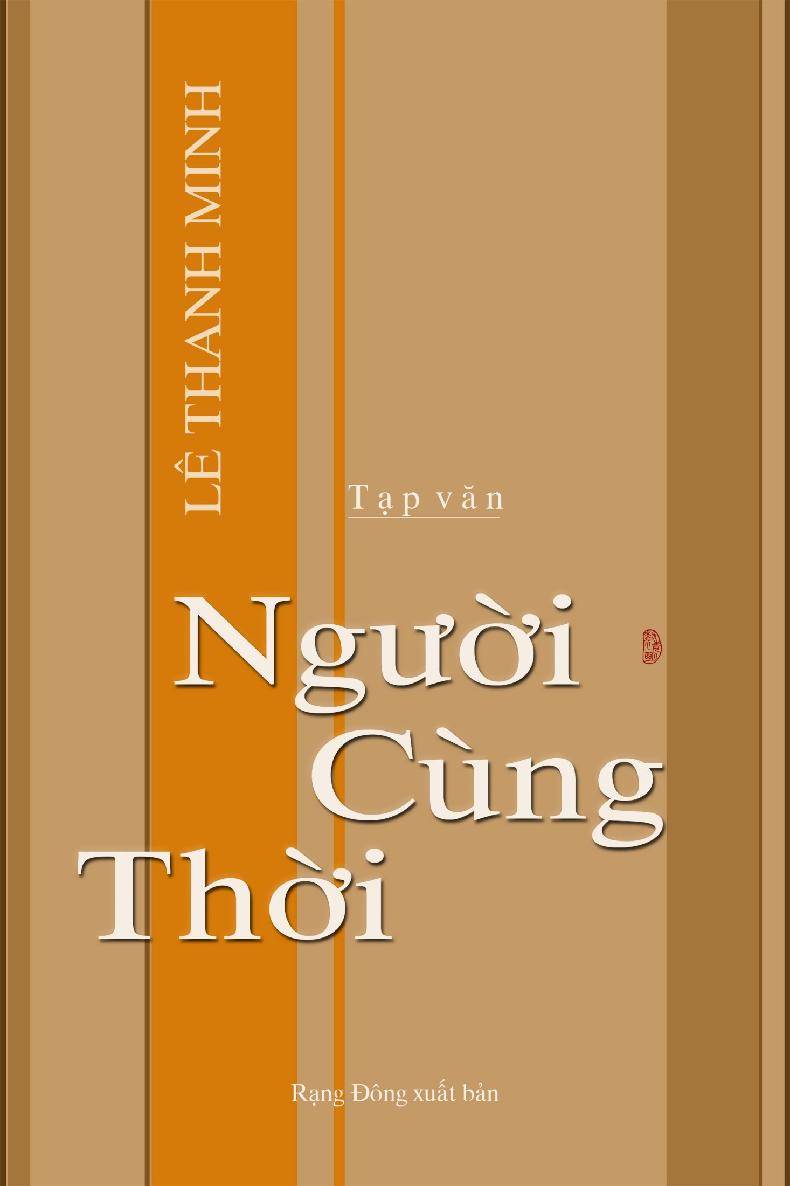 LÊ THANH MINH
Tạp văn
Người
Cùng
Thời
Rạng Đông xuất bản